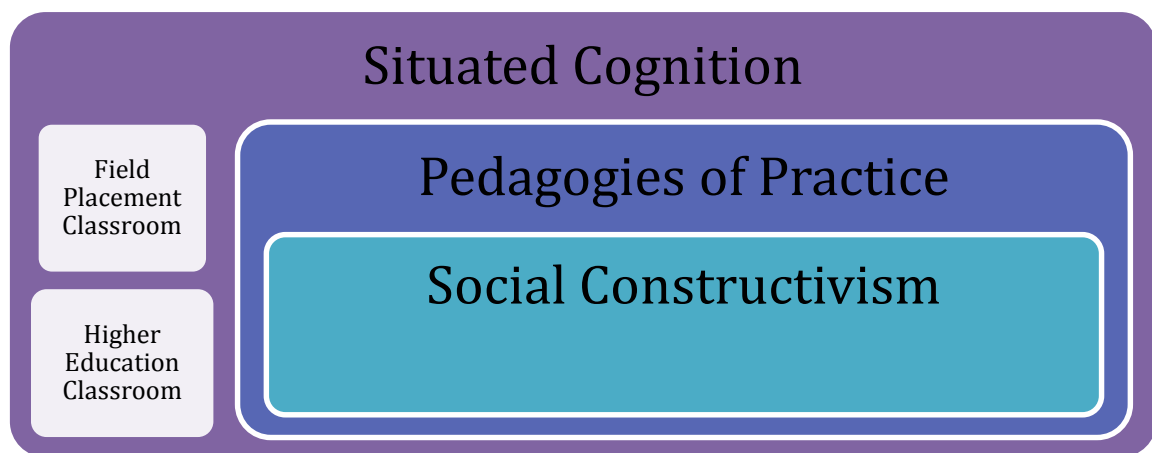 Situated Cognition
Field
Placement
Classroom
Higher
Education
Classroom
Pedagogies of Practice
Social Constructivism